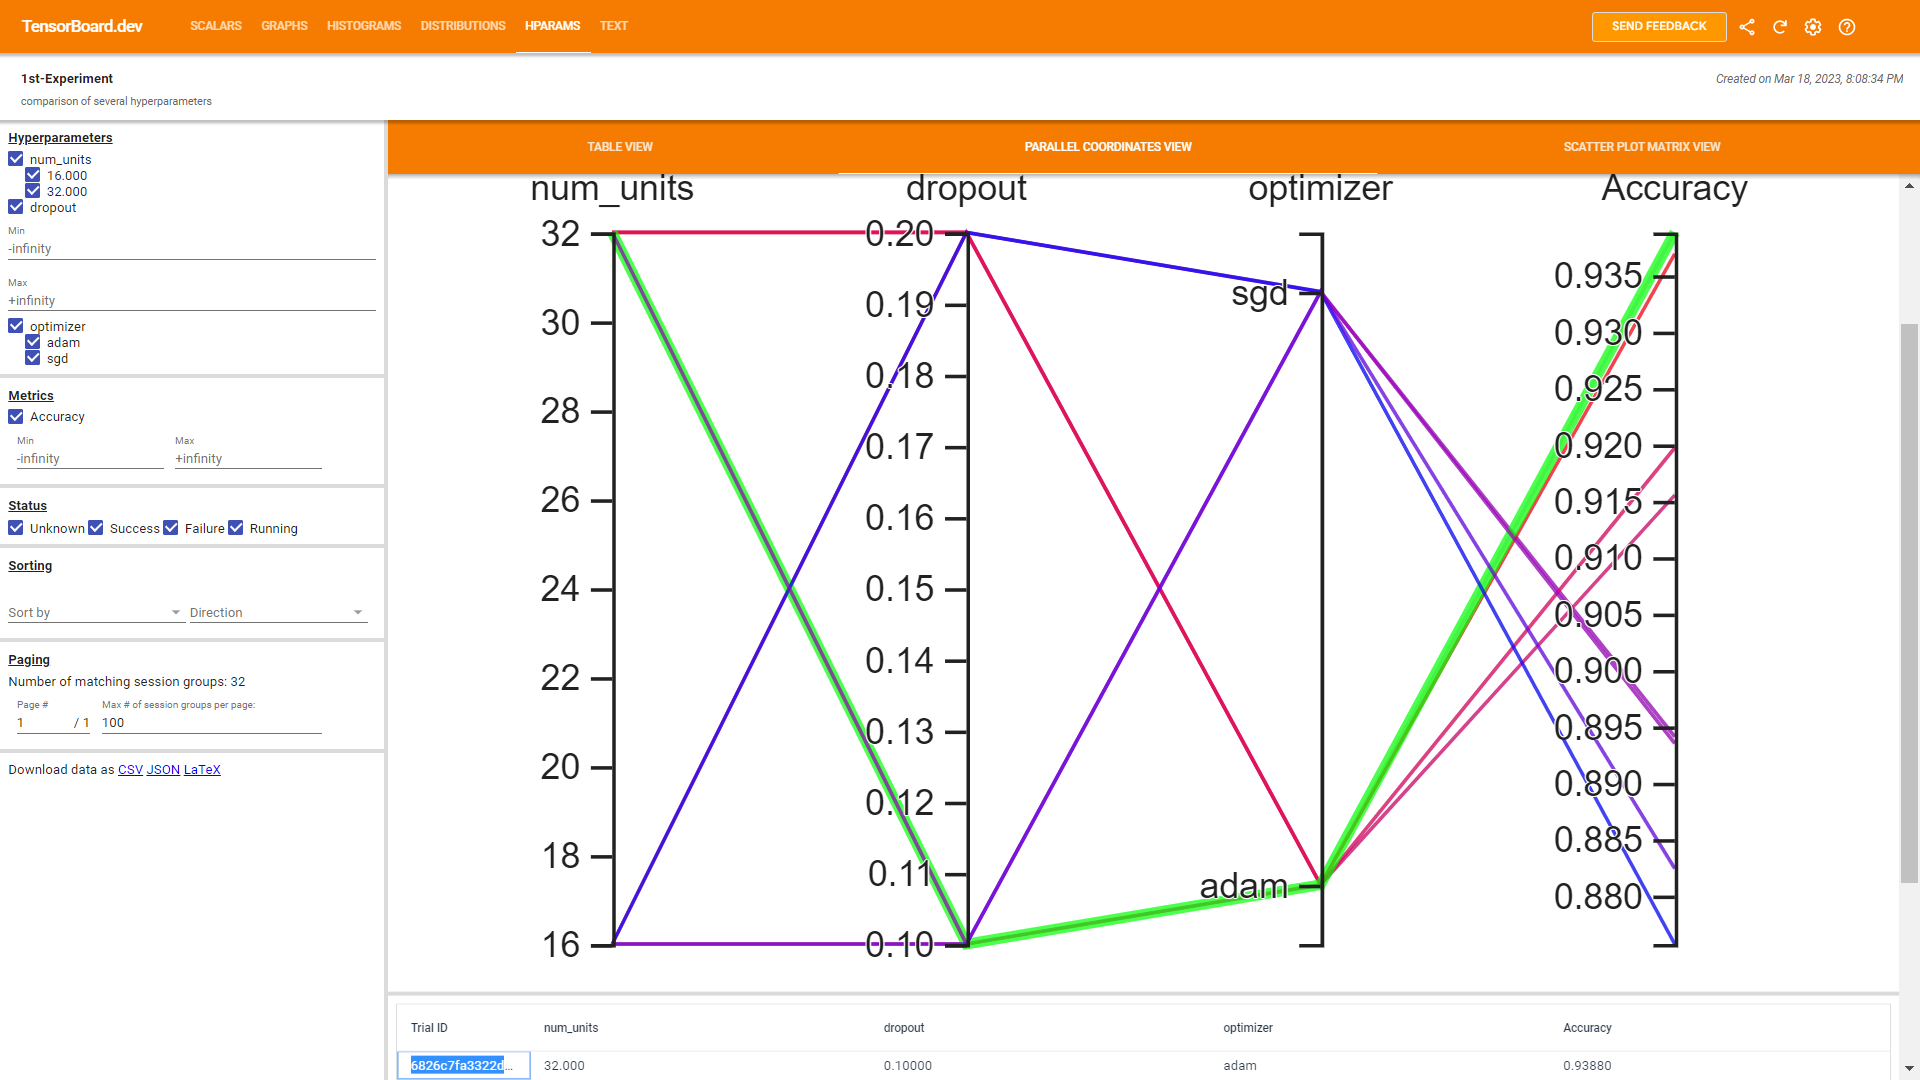 TensorBoard.dev SCALARS GRAPHS HISTOGRAMS DISTRIBUTIONS HPARAMS TEXT SEND FEEDBACK
1st-Experiment
Created on Mar 18, 2023, 8:08:34 PM
comparison of several hyperparameters
Hyperparameters
num_units
16.000
32.000
dropout
Min
-infinity
Max
+infinity
optimizer
adam
sgd
Metrics
Accuracy
Min Max
-infinity +infinity
Status
Unknown Success Failure Running
Sorting
Sort by Direction
Paging
Number of matching session groups: 32
Page # Max # of session groups per page:
1 / 1 100
Download data as CSV JSON LaTeX
TABLE VIEW PARALLEL COORDINATES VIEW SCATTER PLOT MATRIX VIEW
num_units dropout optimizer Accuracy
32
30
28
26
24
22
20
18
16
0.20
0.19
0.18
0.17
0.16
0.15
0.14
0.13
0.12
0.11
0.10
sgd
adam
0.935
0.930
0.925
0.920
0.915
0.910
0.905
0.900
0.895
0.890
0.885
0.880
Trial ID num_units dropout optimizer Accuracy
6826c7fa3322d... 32.000 0.10000 adam 0.93880